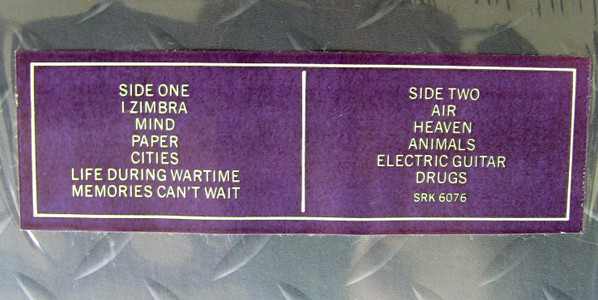 SIDE ONE
I ZIMBRA
MIND
PAPER
CITIES
LIFE DURING WARTIME
MEMORIES CAN'T WAIT
SIDE TWO
AIR
HEAVEN
ANIMALS
ELECTRIC GUITAR
DRUGS
SRK 6076